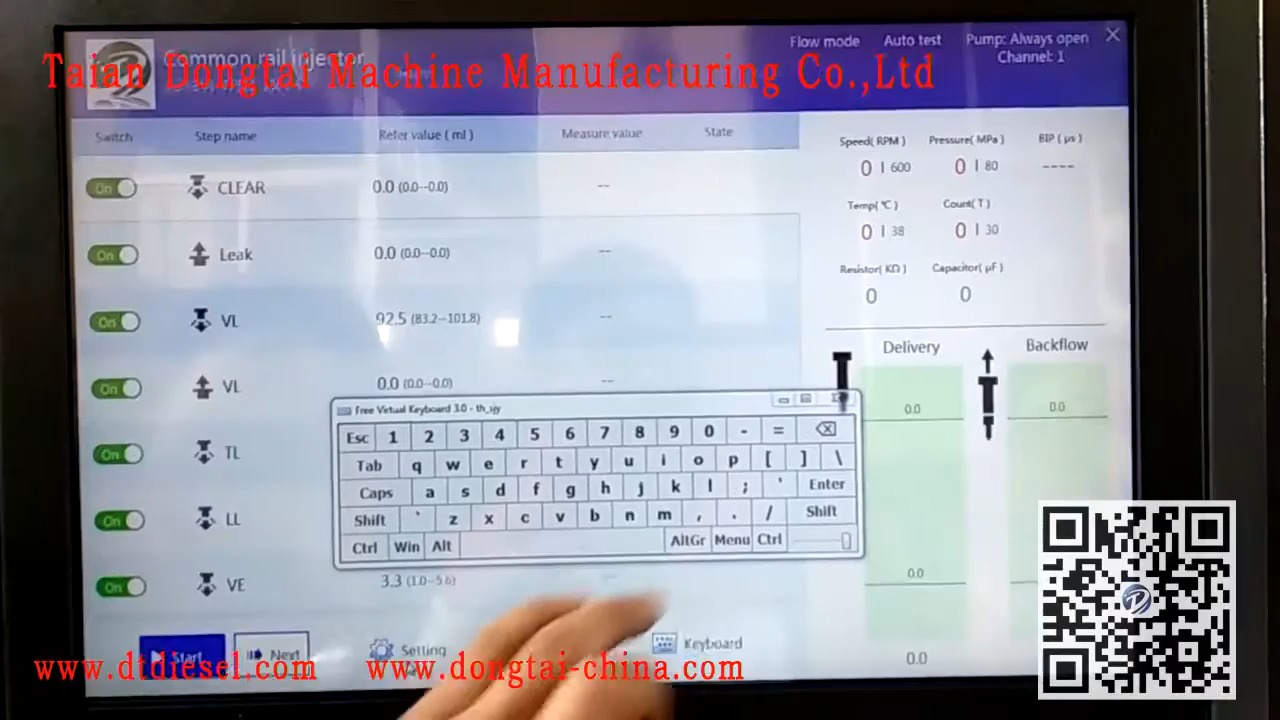 Common rail injector
Flow mode
Auto test
Pump: Always open
Channel: 1
Taian Dongtai Machine Manufacturing Co.,Ltd
Switch Step name Refer value ( ml ) Measure value State
On CLEAR 0.0 (0.0--0.0) --
On Leak 0.0 (0.0--0.0) --
On VL 92.5 (83.2--101.8) --
On VL 0.0 (0.0--0.0) --
On TL
On LL
On VE 3.3 (1.0--5.6) --
Speed( RPM ) Pressure( MPa ) BIP ( μs )
0 | 600 0 | 80 ----
Temp( ℃ ) Count( T )
0 | 38 0 | 30
Resistor( KΩ ) Capacitor( μF )
0 0
Delivery Backflow
0.0 0.0
0.0
0.0
Free Virtual Keyboard 3.0 - th_sjy
Esc 1 2 3 4 5 6 7 8 9 0 - =
Tab q w e r t y u i o p [ ] \
Caps a s d f g h j k l ; ' Enter
Shift ` z x c v b n m , . / Shift
Ctrl Win Alt AltGr Menu Ctrl
Start Next Setting Keyboard
www.dtdiesel.com www.dongtai-china.com